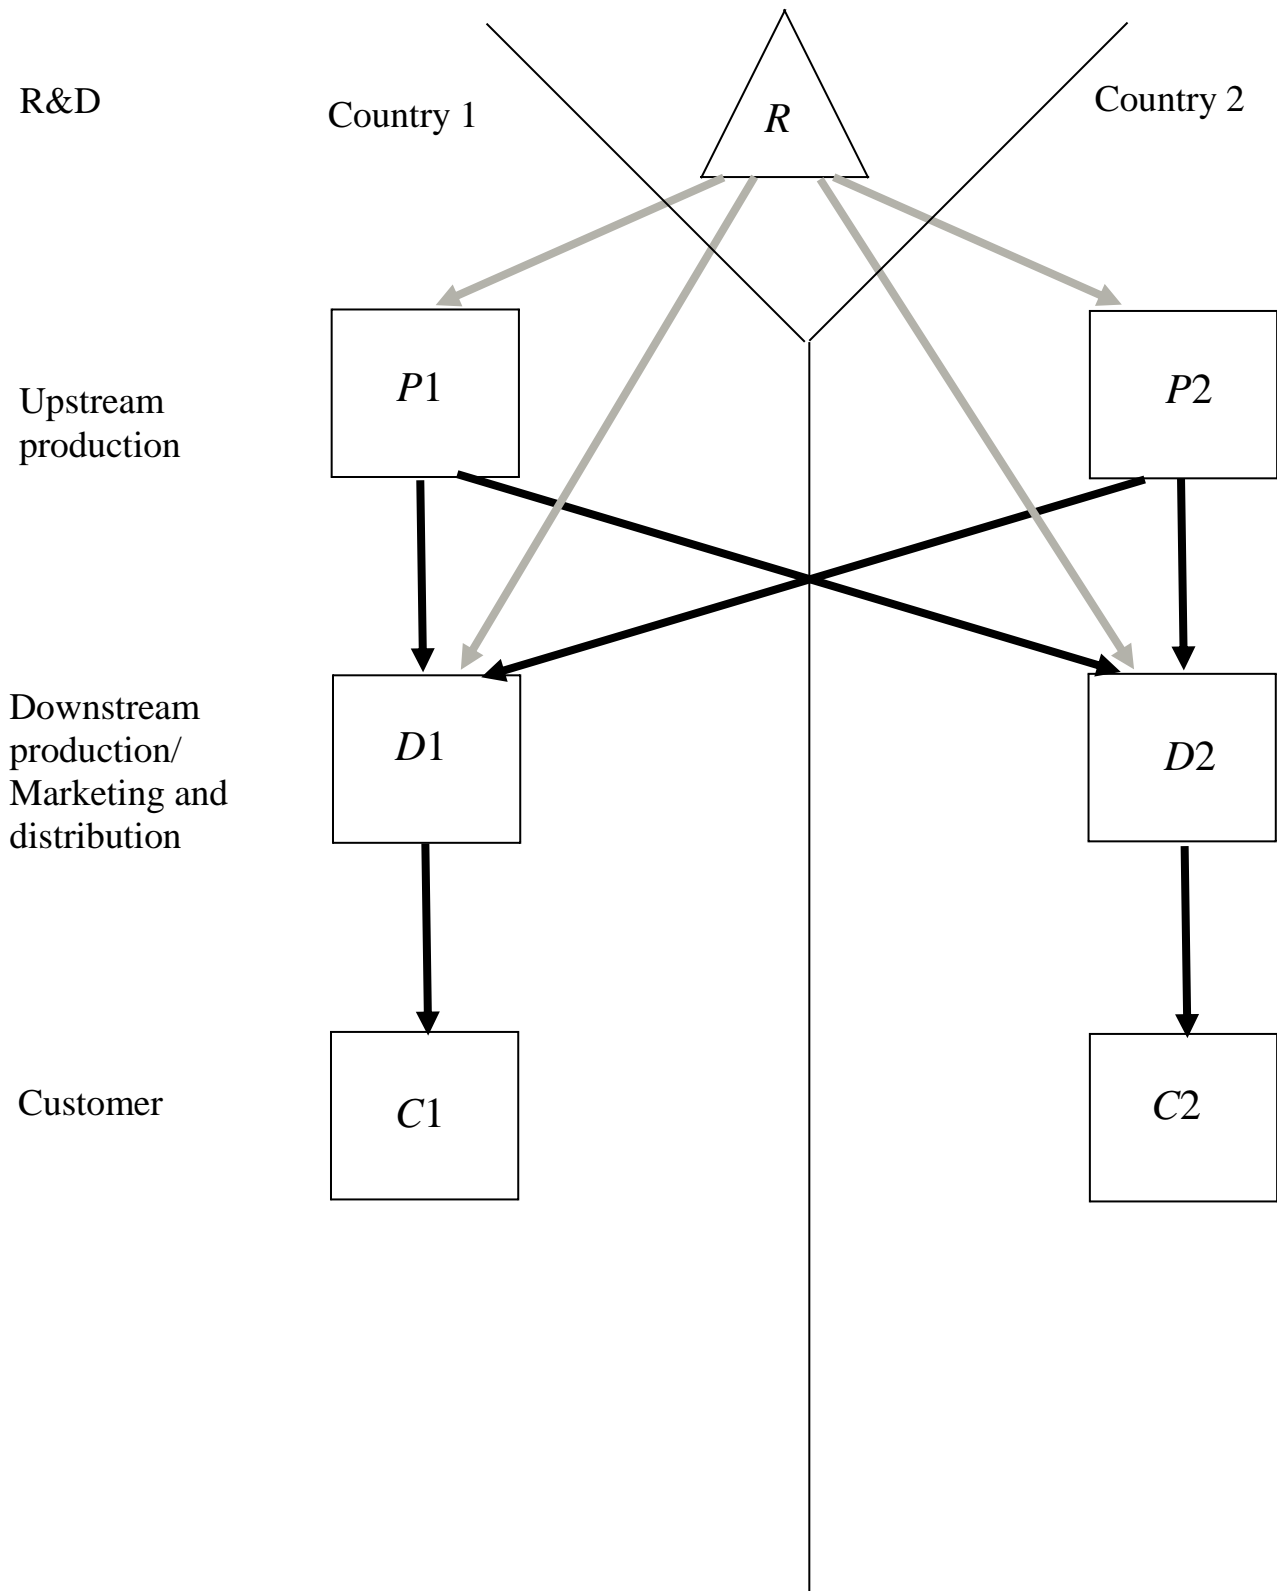 R&D
Country 1
R
Country 2
P1
P2
Upstream
production
Downstream
production/
Marketing and
distribution
D1
D2
Customer
C1
C2